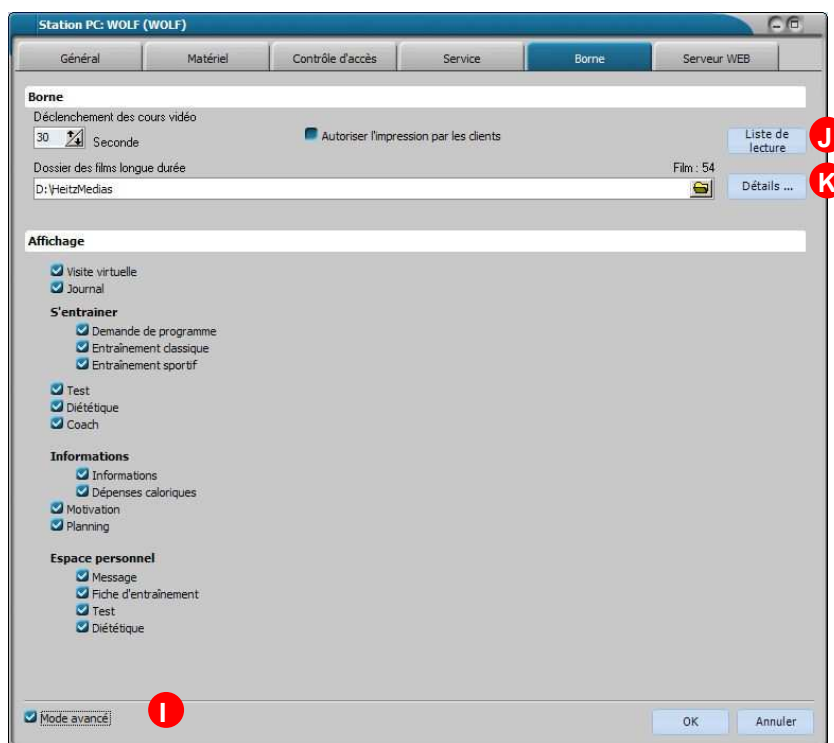 Station PC: WOLF (WOLF)
Général Matériel Contrôle d'accès Service Borne Serveur WEB
Borne
Déclenchement des cours vidéo
30 Seconde Autoriser l'impression par les clients Liste de lecture J
Dossier des films longue durée Film : 54
D:\HeitzMedias Détails ... K
Affichage
Visite virtuelle
Journal
S'entrainer
Demande de programme
Entraînement classique
Entraînement sportif
Test
Diététique
Coach
Informations
Informations
Dépenses caloriques
Motivation
Planning
Espace personnel
Message
Fiche d'entraînement
Test
Diététique
Mode avancé I OK Annuler